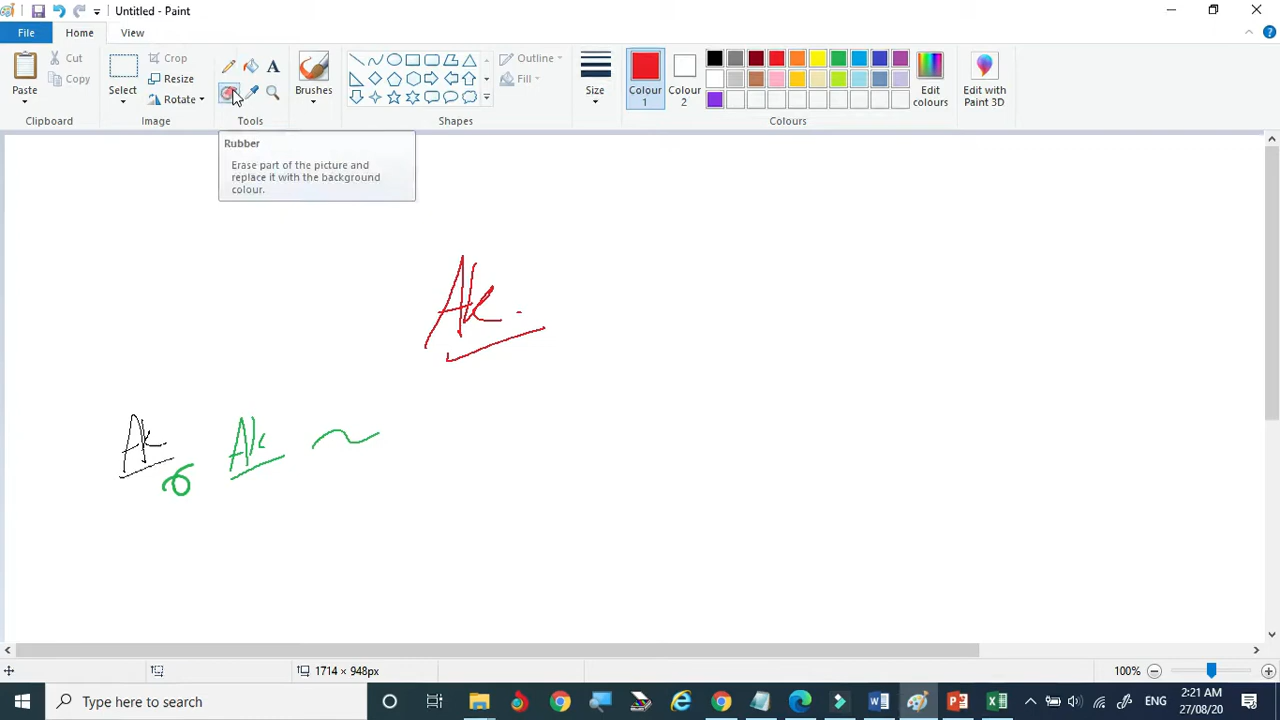 Untitled - Paint
File Home View
Paste
Cut
Copy
Clipboard
Select
Crop
Resize
Rotate
Image
A
Tools
Brushes
Shapes
Outline
Fill
Size
Colour 1
Colour 2
Edit colours
Edit with Paint 3D
Colours
Rubber
Erase part of the picture and
replace it with the background
colour.
Ak.
Ak.
Ak
1714 × 948px
100%
Type here to search
ENG
2:21 AM
27/08/20